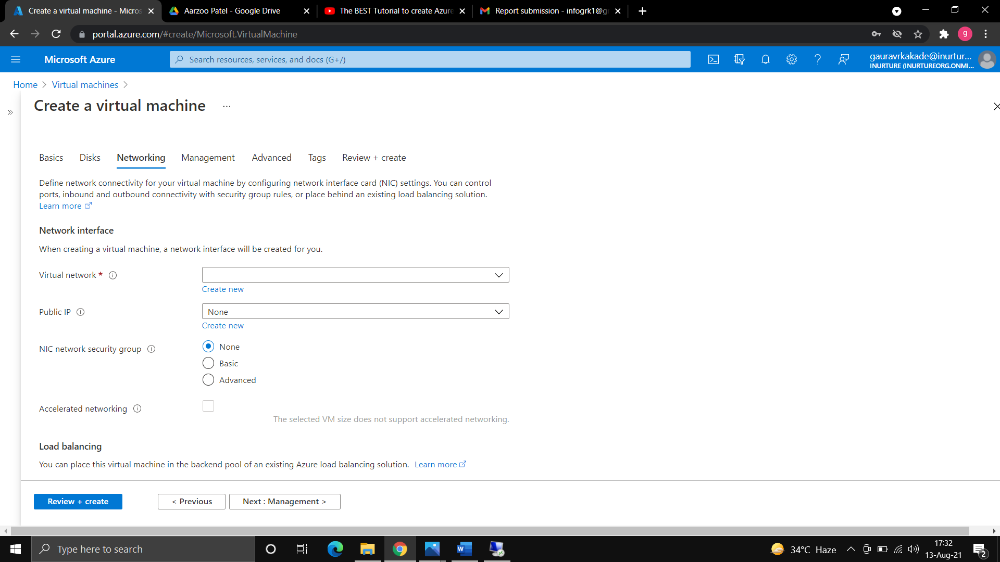 Create a virtual machine - Micros
Aarzoo Patel - Google Drive
The BEST Tutorial to create Azure
Report submission - infogrk1@gr
portal.azure.com/#create/Microsoft.VirtualMachine
g
Microsoft Azure
Search resources, services, and docs (G+/)
gauravrkakade@inurtur...
INURTURE (INURTUREORG.ONMI...
Home > Virtual machines >
Create a virtual machine ...
Basics Disks Networking Management Advanced Tags Review + create
Define network connectivity for your virtual machine by configuring network interface card (NIC) settings. You can control
ports, inbound and outbound connectivity with security group rules, or place behind an existing load balancing solution.
Learn more
Network interface
When creating a virtual machine, a network interface will be created for you.
Virtual network *
Create new
Public IP
None
Create new
NIC network security group
None
Basic
Advanced
Accelerated networking
The selected VM size does not support accelerated networking.
Load balancing
You can place this virtual machine in the backend pool of an existing Azure load balancing solution. Learn more
Review + create
< Previous
Next : Management >
Type here to search
34°C Haze
17:32
13-Aug-21
2